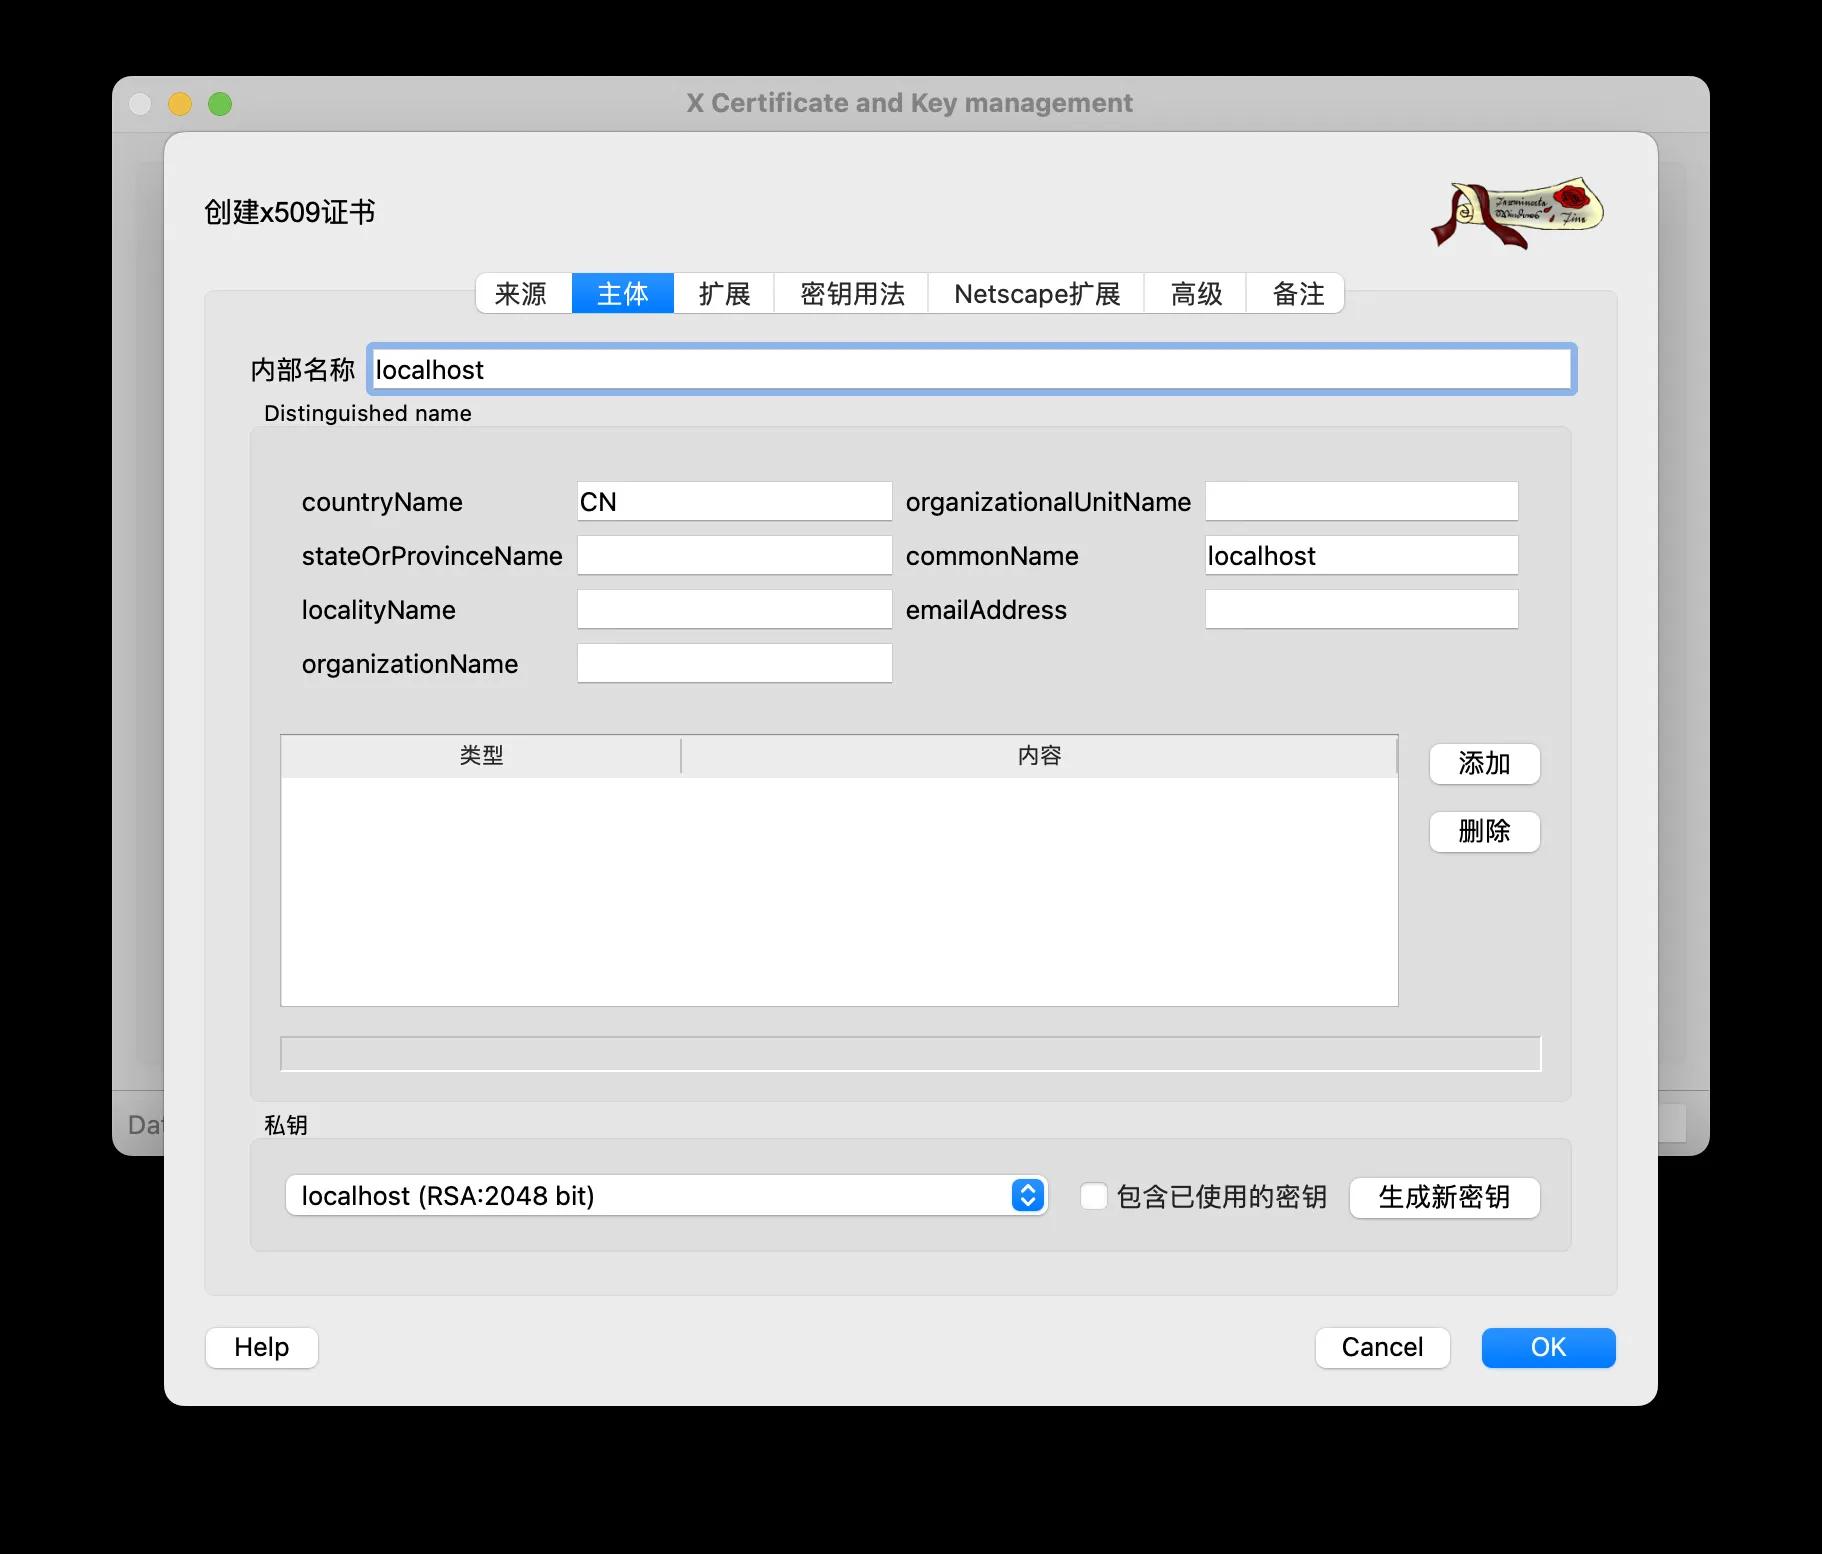 X Certificate and Key management
创建x509证书
来源 主体 扩展 密钥用法 Netscape扩展 高级 备注
内部名称 localhost
Distinguished name
countryName CN organizationalUnitName
stateOrProvinceName commonName localhost
localityName emailAddress
organizationName
类型 内容 添加
删除
私钥
localhost (RSA:2048 bit) 包含已使用的密钥 生成新密钥
Help Cancel OK